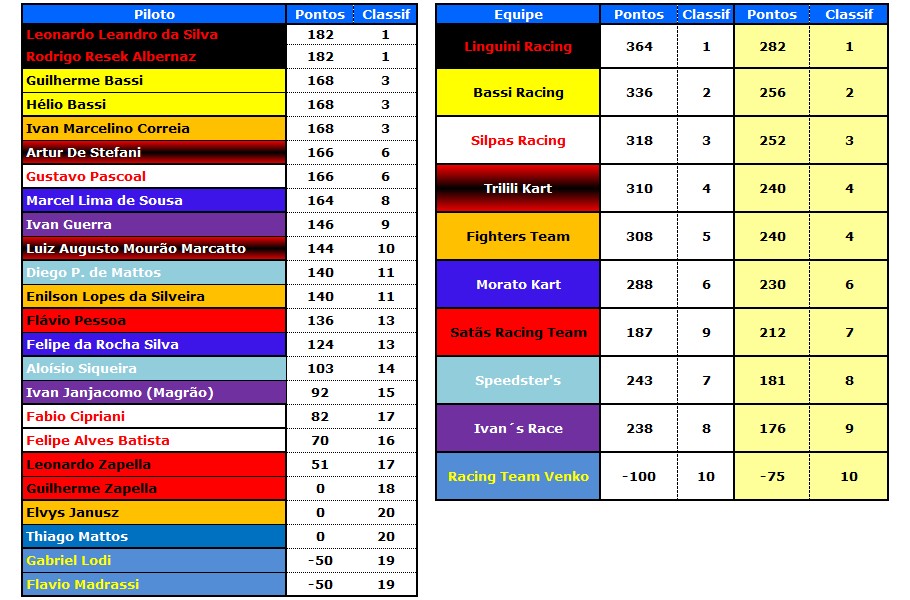 Piloto Pontos Classif
Leonardo Leandro da Silva 182 1
Rodrigo Resek Albernaz 182 1
Guilherme Bassi 168 3
Hélio Bassi 168 3
Ivan Marcelino Correia 168 3
Artur De Stefani 166 6
Gustavo Pascoal 166 6
Marcel Lima de Sousa 164 8
Ivan Guerra 146 9
Luiz Augusto Mourão Marcatto 144 10
Diego P. de Mattos 140 11
Enilson Lopes da Silveira 140 11
Flávio Pessoa 136 13
Felipe da Rocha Silva 124 13
Aloísio Siqueira 103 14
Ivan Janjacomo (Magrão) 92 15
Fabio Cipriani 82 17
Felipe Alves Batista 70 16
Leonardo Zapella 51 17
Guilherme Zapella 0 18
Elvys Janusz 0 20
Thiago Mattos 0 20
Gabriel Lodi -50 19
Flavio Madrassi -50 19
Equipe Pontos Classif Pontos Classif
Linguini Racing 364 1 282 1
Bassi Racing 336 2 256 2
Silpas Racing 318 3 252 3
Trilili Kart 310 4 240 4
Fighters Team 308 5 240 4
Morato Kart 288 6 230 6
Satãs Racing Team 187 9 212 7
Speedster's 243 7 181 8
Ivan´s Race 238 8 176 9
Racing Team Venko -100 10 -75 10